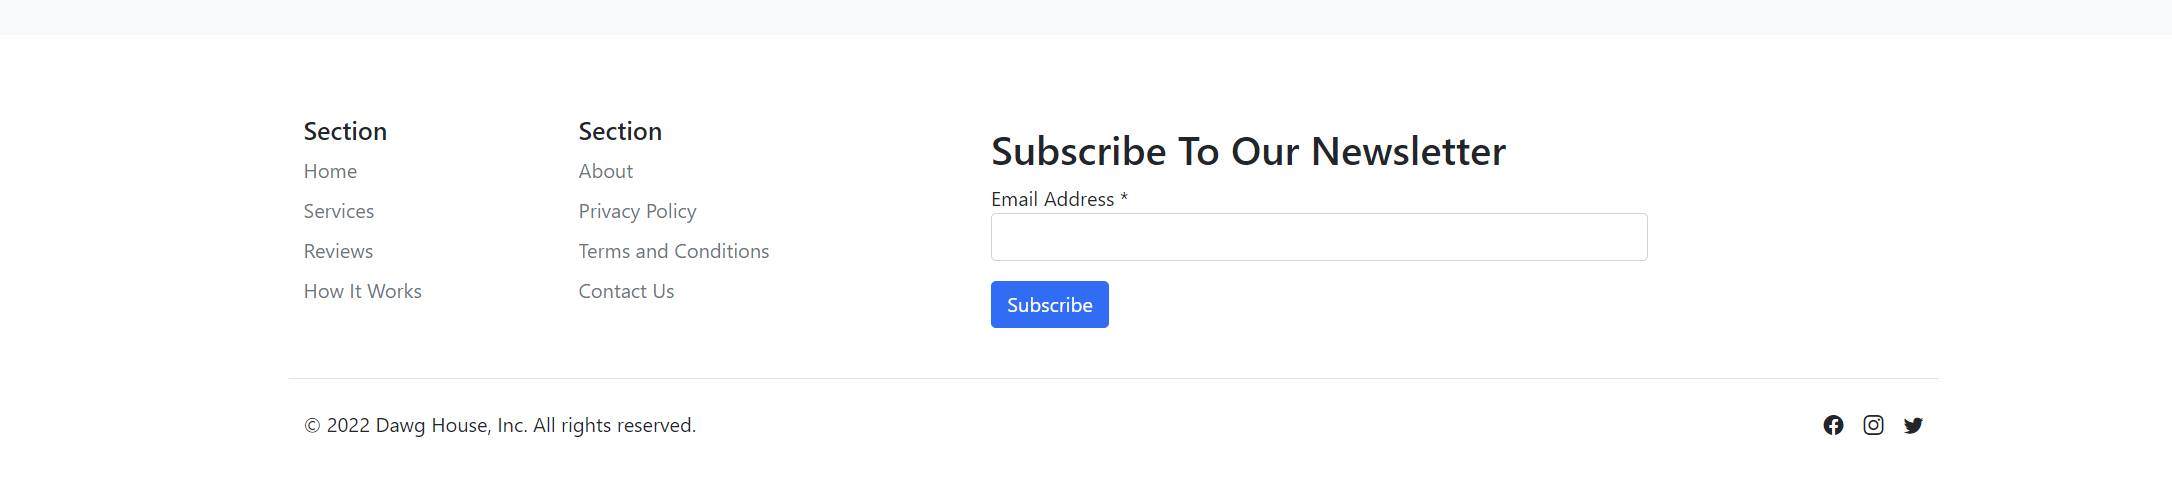 Section
Home
Services
Reviews
How It Works
Section
About
Privacy Policy
Terms and Conditions
Contact Us
Subscribe To Our Newsletter
Email Address *
Subscribe
© 2022 Dawg House, Inc. All rights reserved.